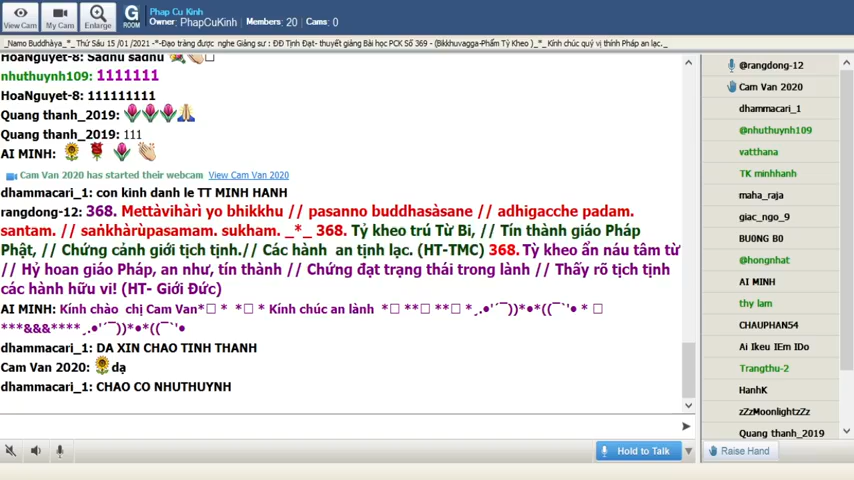 Phap Cu Kinh
Owner: PhapCuKinh Members: 20 Cams: 0
View Cam My Cam Enlarge G ROOM
_Namo Buddhàya_*_ Thứ Sáu 15 /01 /2021 -*-Đạo tràng được nghe Giảng sư : ĐĐ Tịnh Đạt- thuyết giảng Bài học PCK Số 369 - (Bikkhuvagga-Phẩm Tỷ Kheo )_*_ Kính chúc quý vị thính Pháp an lạc._
HoaNguyet-8: Sadhu sadhu
nhuthuynh109: 1111111
HoaNguyet-8: 111111111
Quang thanh_2019:
Quang thanh_2019: 111
AI MINH:
Cam Van 2020 has started their webcam View Cam Van 2020
dhammacari_1: con kinh danh le TT MINH HANH
rangdong-12: 368. Mettàvihàrì yo bhikkhu // pasanno buddhasàsane // adhigacche padam.
santam. // saṅkhàrùpasamam. sukham. _*_ 368. Tỷ kheo trú Từ Bi, // Tín thành giáo Pháp
Phật, // Chứng cảnh giới tịch tịnh.// Các hành an tịnh lạc. (HT-TMC) 368. Tỳ kheo ẩn náu tâm từ
// Hỷ hoan giáo Pháp, an như, tín thành // Chứng đạt trạng thái trong lành // Thấy rõ tịch tịnh
các hành hữu vi! (HT- Giới Đức)
AI MINH: Kính chào chị Cam Van*□ * *□ * Kính chúc an lành *□ **□ **□ *¸.•'´¯))•*•((¯`'• * □
***&&&****¸.•'´¯))*•*((¯`'•
dhammacari_1: DA XIN CHAO TINH THANH
Cam Van 2020: dạ
dhammacari_1: CHAO CO NHUTHUYNH
@rangdong-12
Cam Van 2020
dhammacari_1
@nhuthuynh109
vatthana
TK minhhanh
maha_raja
giac_ngo_9
BU0NG B0
@hongnhat
AI MINH
thy lam
CHAUPHAN54
Ai lkeu IEm IDo
Trangthu-2
HanhK
zZzMoonlightzZz
Quang thanh_2019
Hold to Talk
Raise Hand